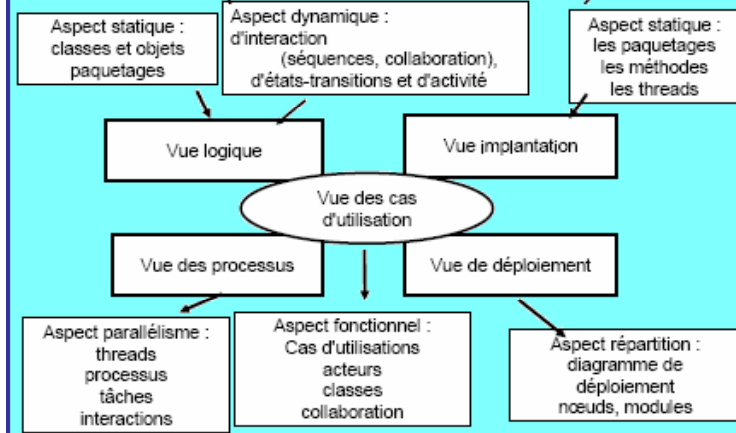 Aspect statique :
classes et objets
paquetages
Aspect dynamique :
d'interaction
(séquences, collaboration),
d'états-transitions et d'activité
Aspect statique :
les paquetages
les méthodes
les threads
Vue logique
Vue implantation
Vue des cas
d'utilisation
Vue des processus
Vue de déploiement
Aspect parallélisme :
threads
processus
tâches
interactions
Aspect fonctionnel :
Cas d'utilisations
acteurs
classes
collaboration
Aspect répartition :
diagramme de
déploiement
nœuds, modules